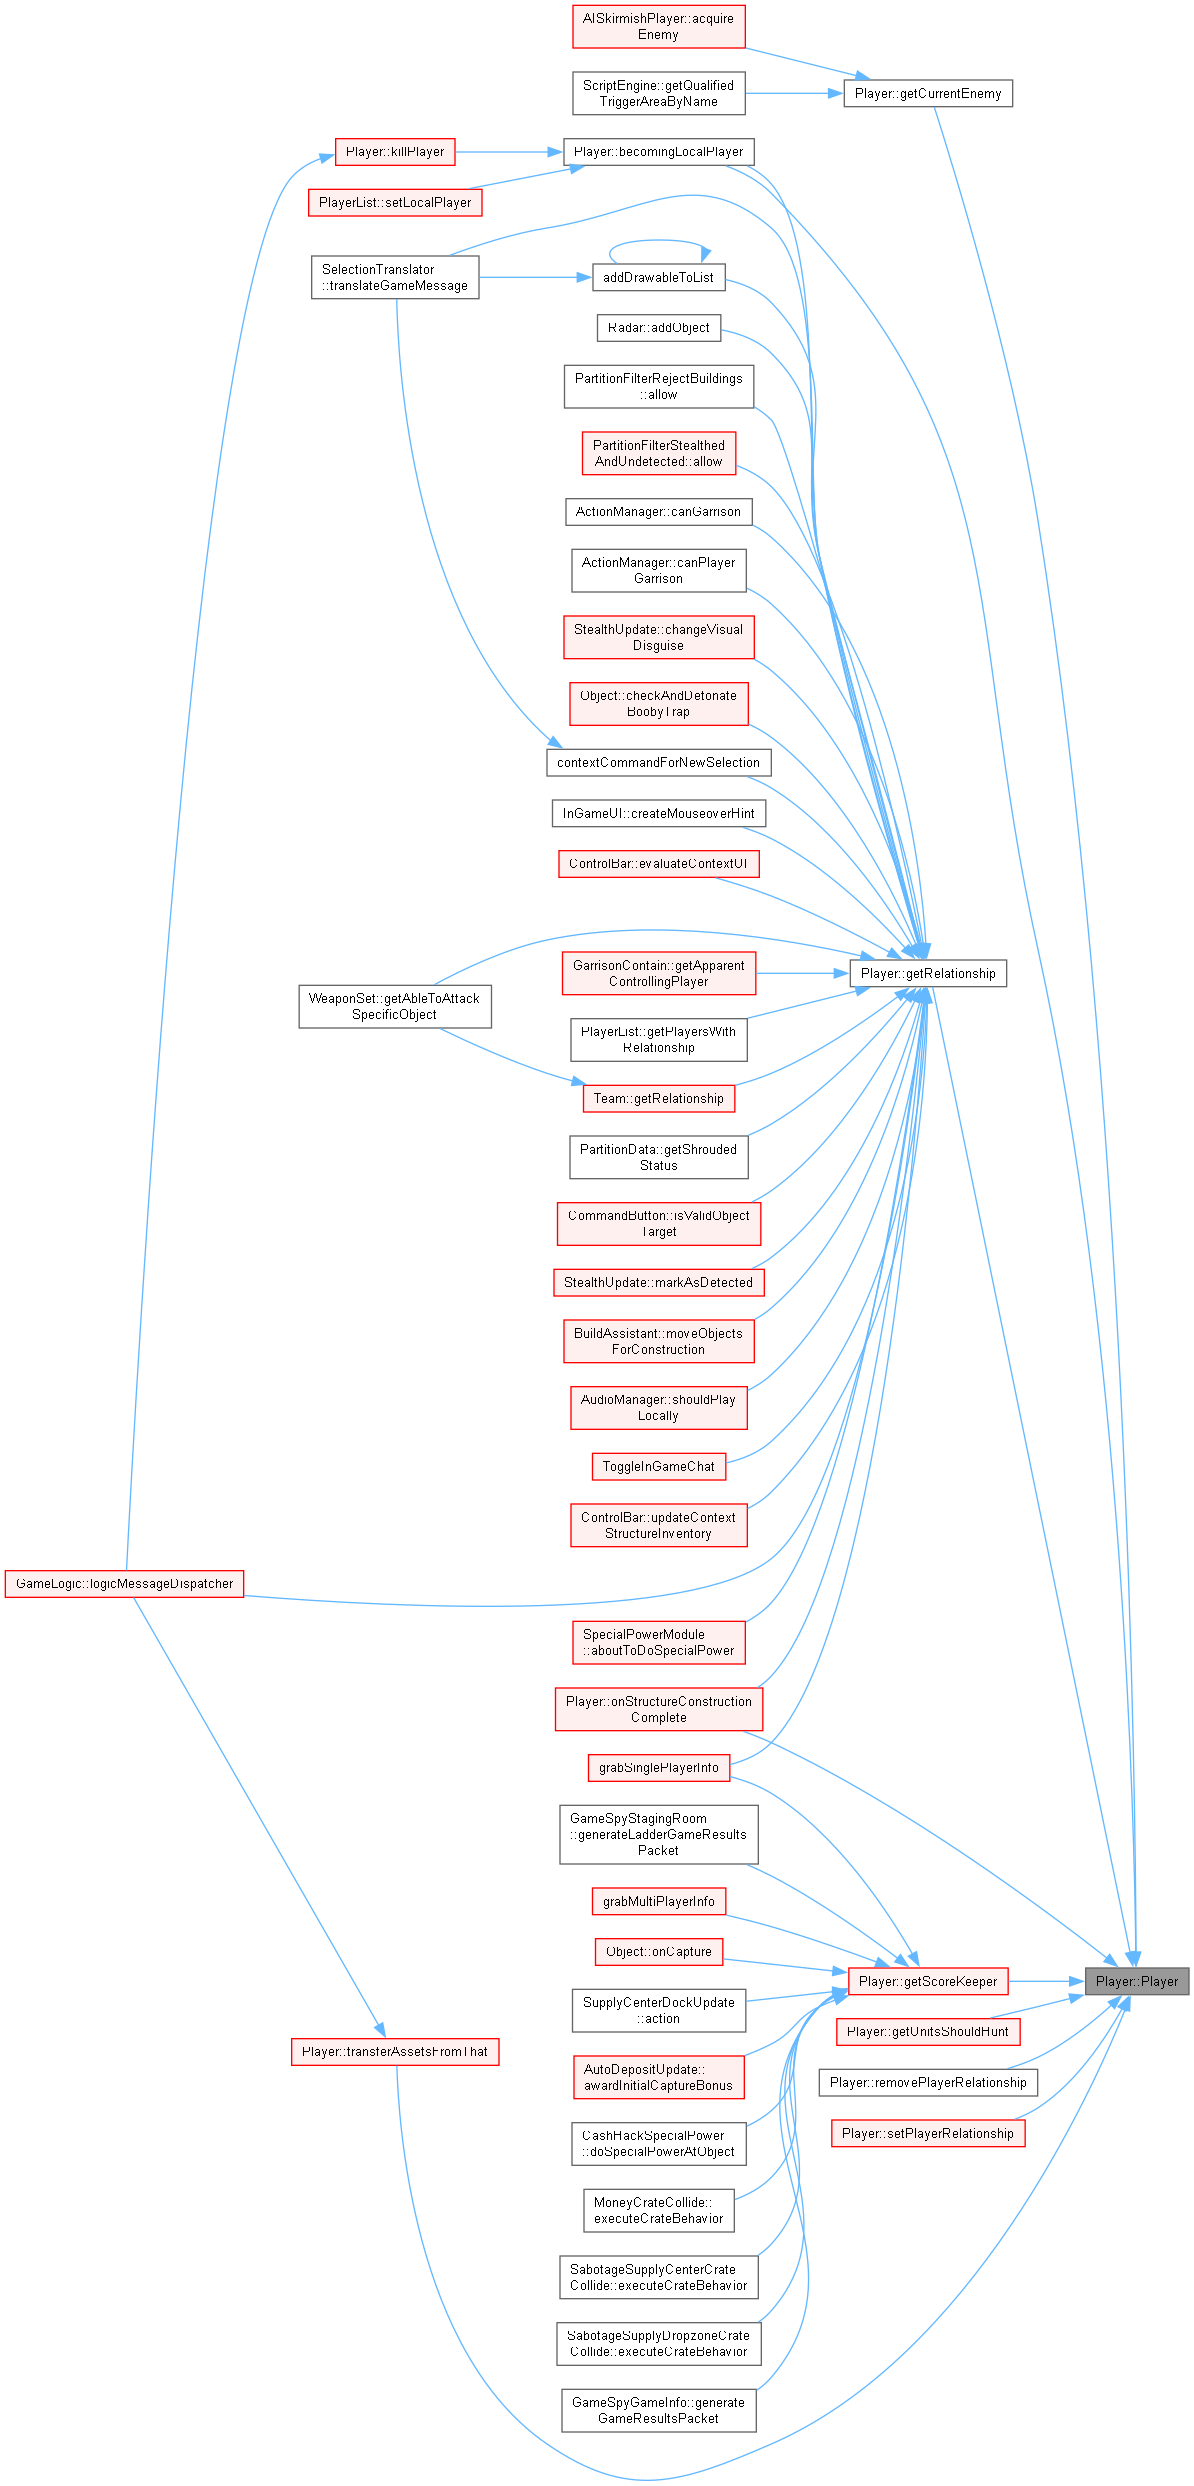 AISkirmishPlayer::acquire
Enemy
ScriptEngine::getQualified
TriggerAreaByName
Player::getCurrentEnemy
Player::killPlayer
Player::becomingLocalPlayer
PlayerList::setLocalPlayer
SelectionTranslator
::translateGameMessage
addDrawableToList
Radar::addObject
PartitionFilterRejectBuildings
::allow
PartitionFilterStealthed
AndUndetected::allow
ActionManager::canGarrison
ActionManager::canPlayer
Garrison
StealthUpdate::changeVisual
Disguise
Object::checkAndDetonate
BoobyTrap
contextCommandForNewSelection
InGameUI::createMouseoverHint
ControlBar::evaluateContextUI
GarrisonContain::getApparent
ControllingPlayer
Player::getRelationship
WeaponSet::getAbleToAttack
SpecificObject
PlayerList::getPlayersWith
Relationship
Team::getRelationship
PartitionData::getShrouded
Status
CommandButton::isValidObject
Target
StealthUpdate::markAsDetected
BuildAssistant::moveObjects
ForConstruction
AudioManager::shouldPlay
Locally
ToggleInGameChat
ControlBar::updateContext
StructureInventory
GameLogic::logicMessageDispatcher
SpecialPowerModule
::aboutToDoSpecialPower
Player::onStructureConstruction
Complete
grabSinglePlayerInfo
GameSpyStagingRoom
::generateLadderGameResults
Packet
grabMultiPlayerInfo
Object::onCapture
Player::getScoreKeeper
Player::Player
SupplyCenterDockUpdate
::action
Player::getUnitsShouldHunt
Player::transferAssetsFromThat
AutoDepositUpdate::
awardInitialCaptureBonus
Player::removePlayerRelationship
CashHackSpecialPower
::doSpecialPowerAtObject
Player::setPlayerRelationship
MoneyCrateCollide::
executeCrateBehavior
SabotageSupplyCenterCrate
Collide::executeCrateBehavior
SabotageSupplyDropzoneCrate
Collide::executeCrateBehavior
GameSpyGameInfo::generate
GameResultsPacket